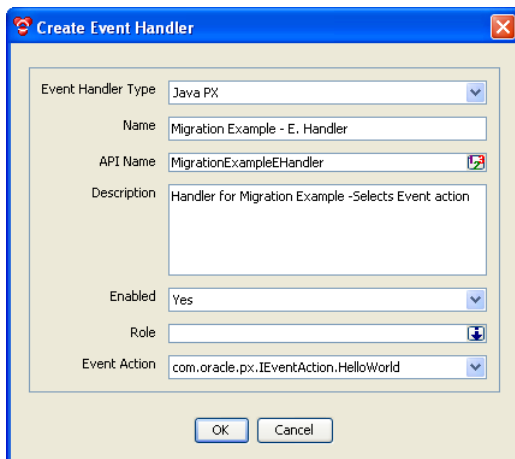 Create Event Handler
Event Handler Type Java PX
Name Migration Example - E. Handler
API Name MigrationExampleEHandler
Description Handler for Migration Example -Selects Event action
Enabled Yes
Role
Event Action com.oracle.px.IEventAction.HelloWorld
OK Cancel